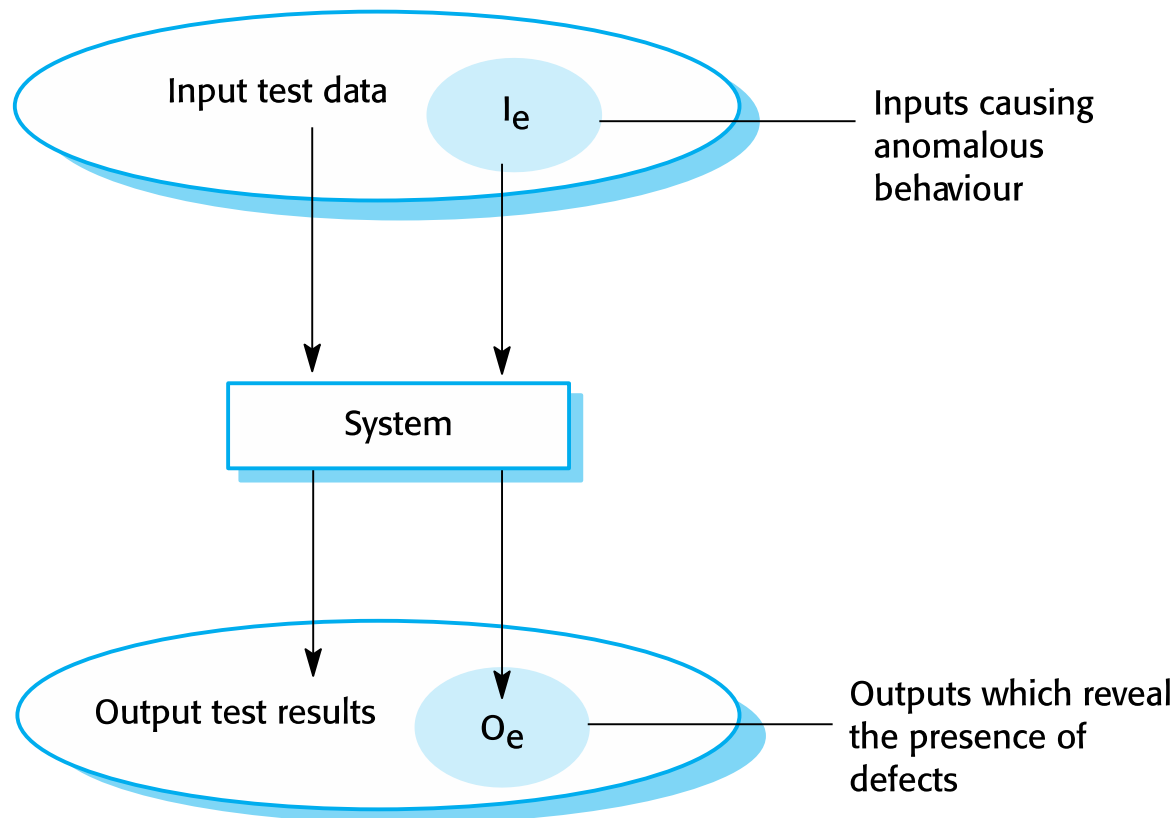 Input test data
Ie
Inputs causing
anomalous
behaviour
System
Output test results
Oe
Outputs which reveal
the presence of
defects